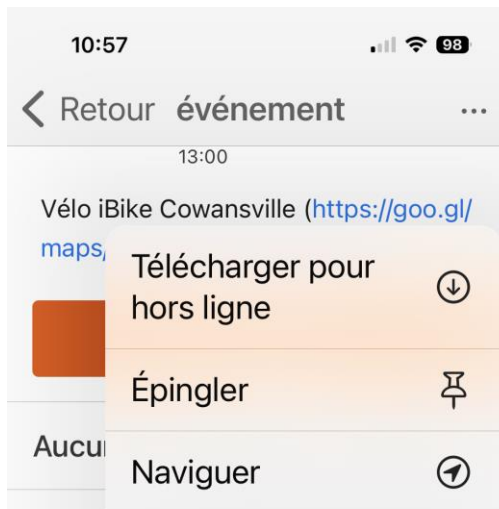 10:57
98
Retour événement ...
13:00
Vélo iBike Cowansville (https://goo.gl/
maps/
Télécharger pour
hors ligne
Épingler
Aucu
Naviguer